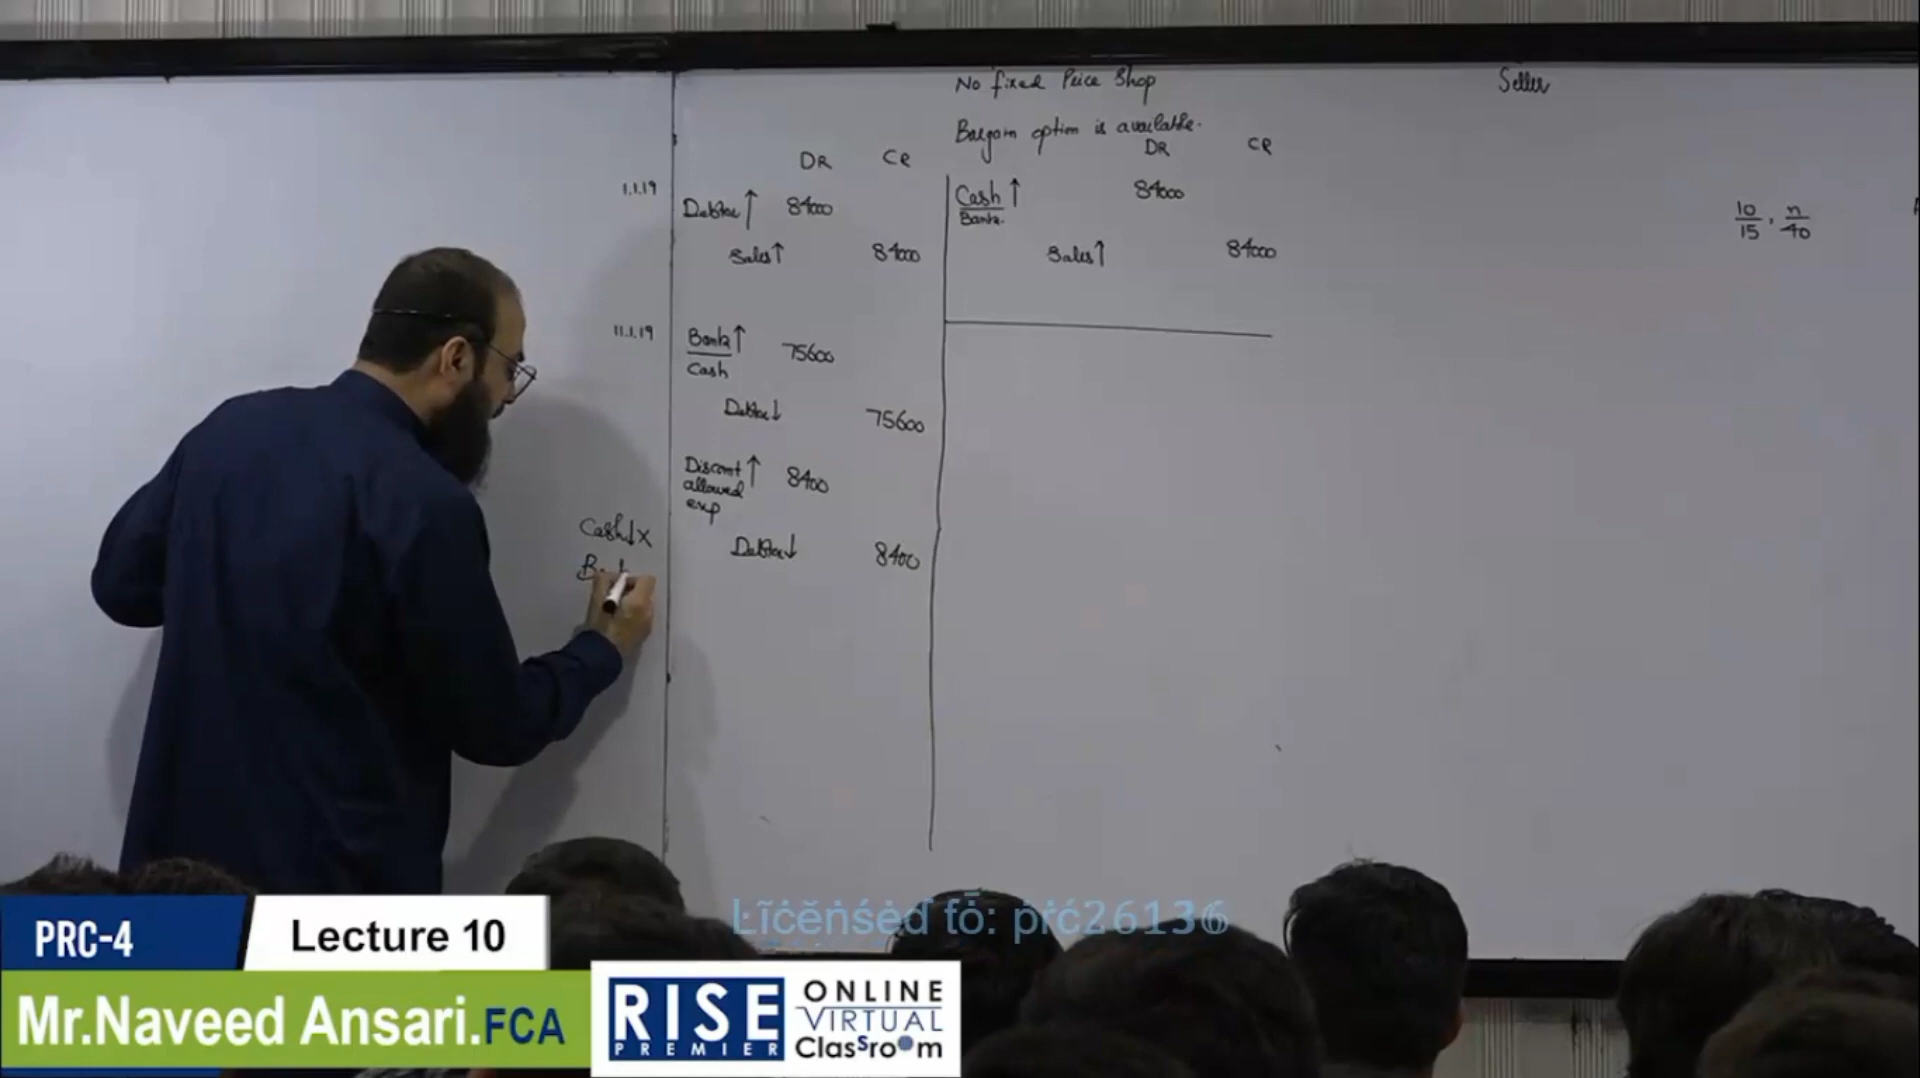 No fixed Price Shop
Bargain option is available.
Seller
DR CR
DR CR
1.1.19
Debtor↑ 84000
Sales↑ 84000
Cash↑ 84000
Bank.
Sales↑ 84000
10/15, n/40
11.1.19
Bank↑ 75600
Cash
Debtor↓ 75600
Discount↑ 8400
allowed
exp
Debtor↓ 8400
Cash↓x
Licensed to: prc26136
PRC-4
Lecture 10
Mr.Naveed Ansari.FCA
RISE
PREMIER
ONLINE
VIRTUAL
Classroom